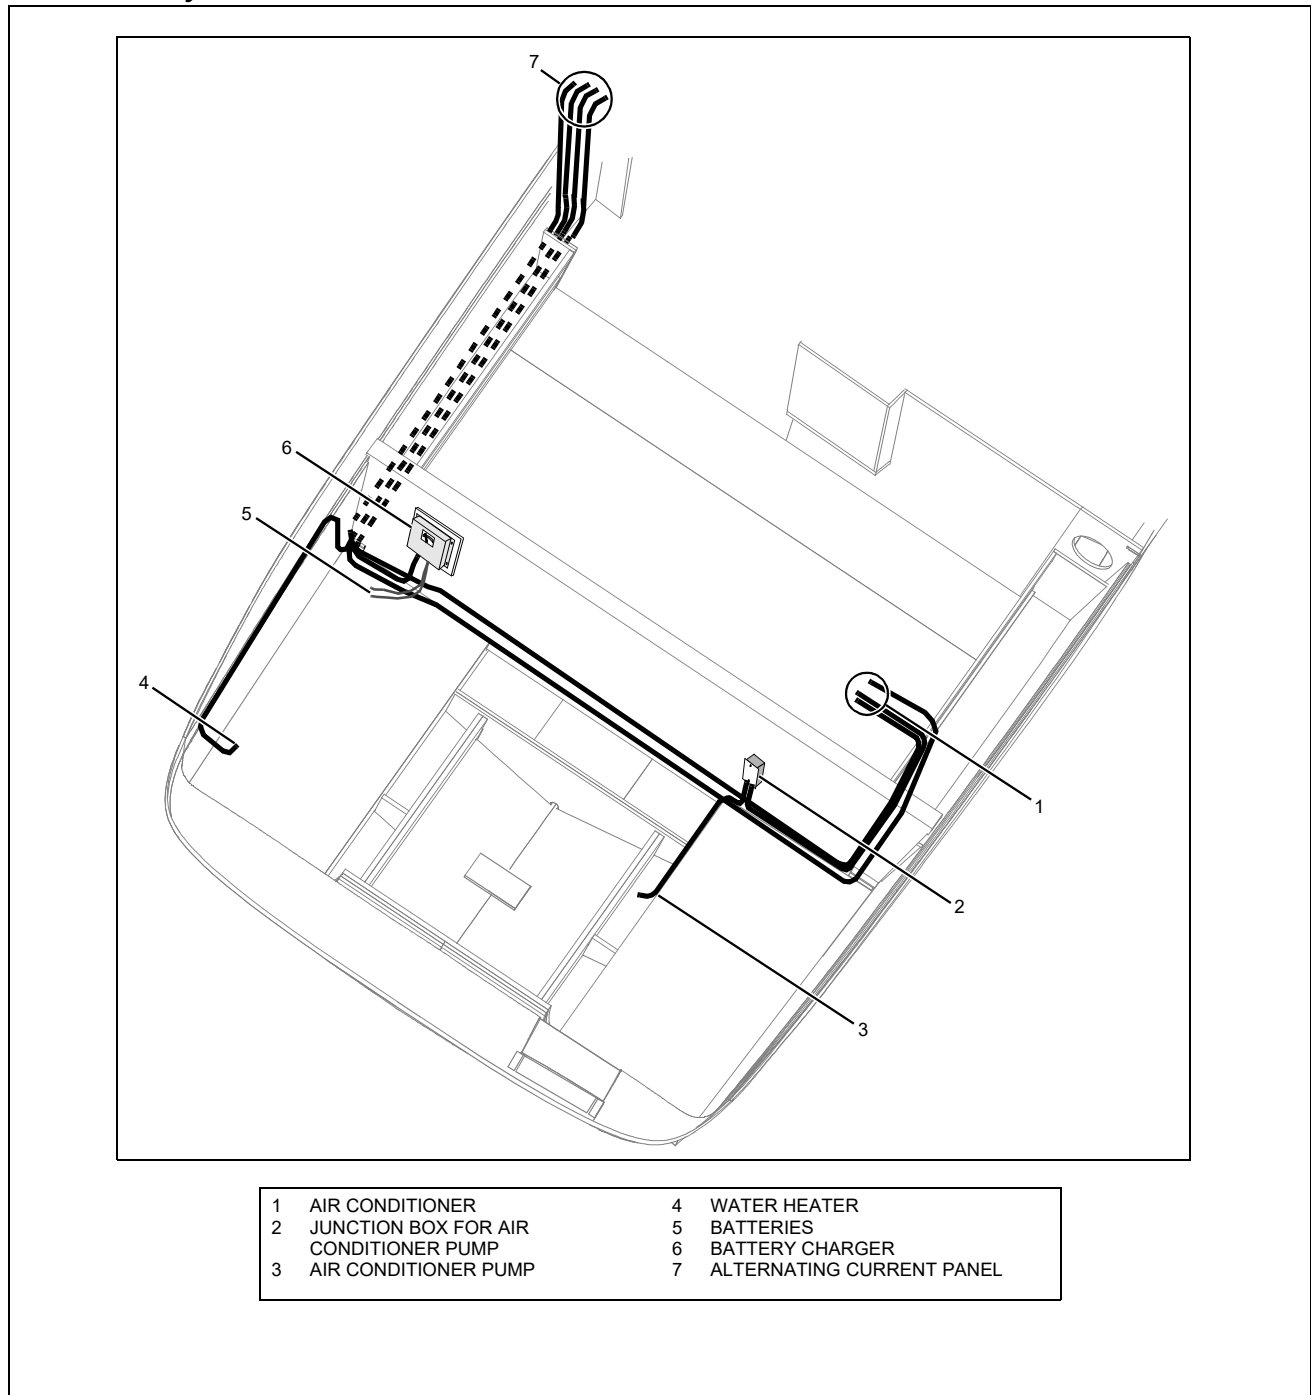 7
6
5
4
1
2
3
1 AIR CONDITIONER
2 JUNCTION BOX FOR AIR
CONDITIONER PUMP
3 AIR CONDITIONER PUMP
4 WATER HEATER
5 BATTERIES
6 BATTERY CHARGER
7 ALTERNATING CURRENT PANEL